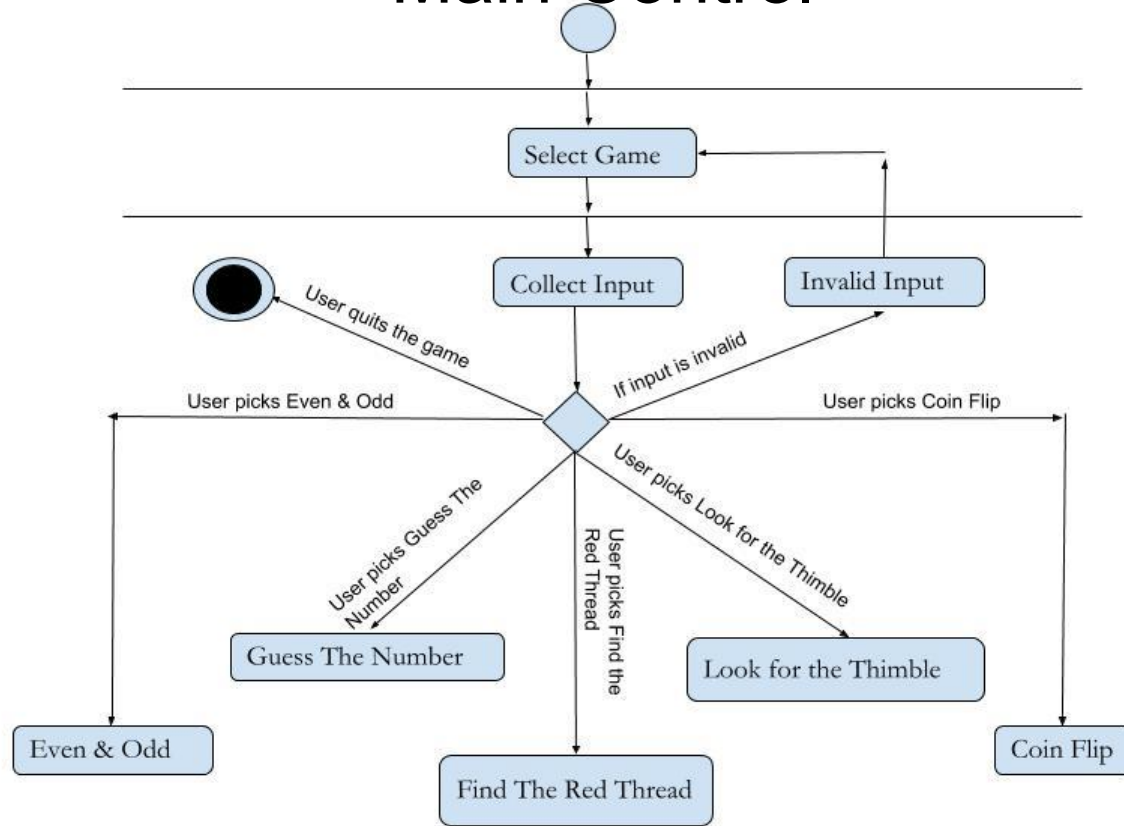 Main Control
Select Game
Collect Input
Invalid Input
User quits the game
If input is invalid
User picks Even & Odd
User picks Coin Flip
User picks Guess The
Number
User picks Find the
Red Thread
User picks Look for the Thimble
Guess The Number
Look for the Thimble
Even & Odd
Coin Flip
Find The Red Thread